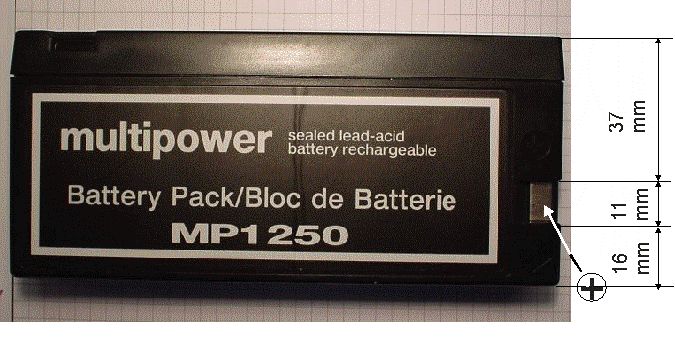 multipower
sealed lead-acid
battery rechargeable
Battery Pack/Bloc de Batterie
MP1250
37 mm
11 mm
16 mm
+